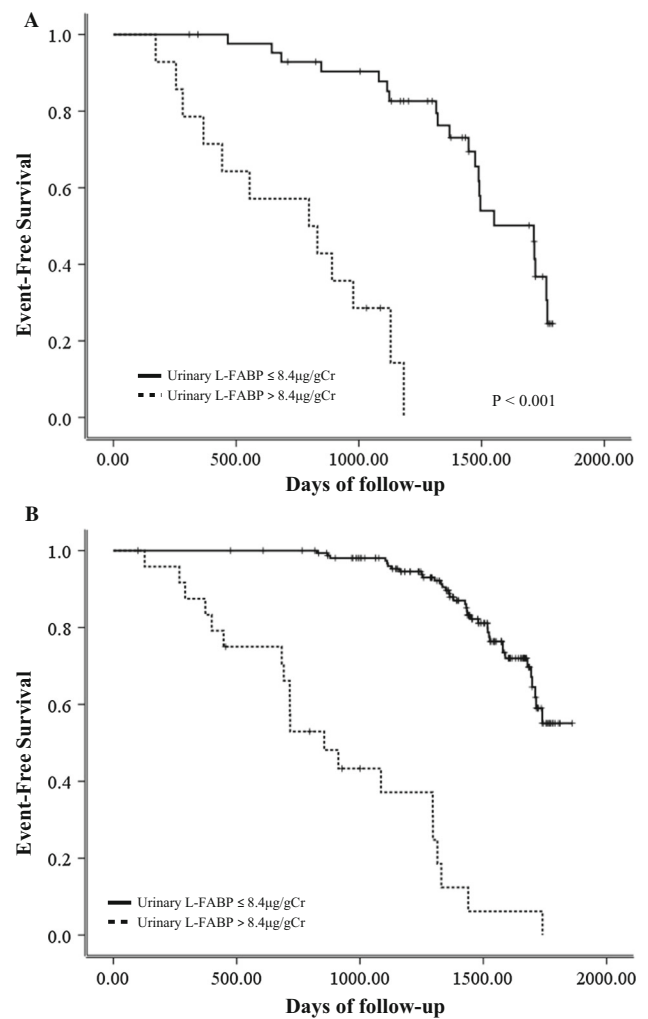 A
1.0
0.8
0.6
0.4
0.2
0.0
Event-Free Survival
Urinary L-FABP ≤ 8.4μg/gCr
Urinary L-FABP > 8.4μg/gCr
P < 0.001
0.00 500.00 1000.00 1500.00 2000.00
Days of follow-up
B
1.0
0.8
0.6
0.4
0.2
0.0
Event-Free Survival
Urinary L-FABP ≤ 8.4μg/gCr
Urinary L-FABP > 8.4μg/gCr
0.00 500.00 1000.00 1500.00 2000.00
Days of follow-up